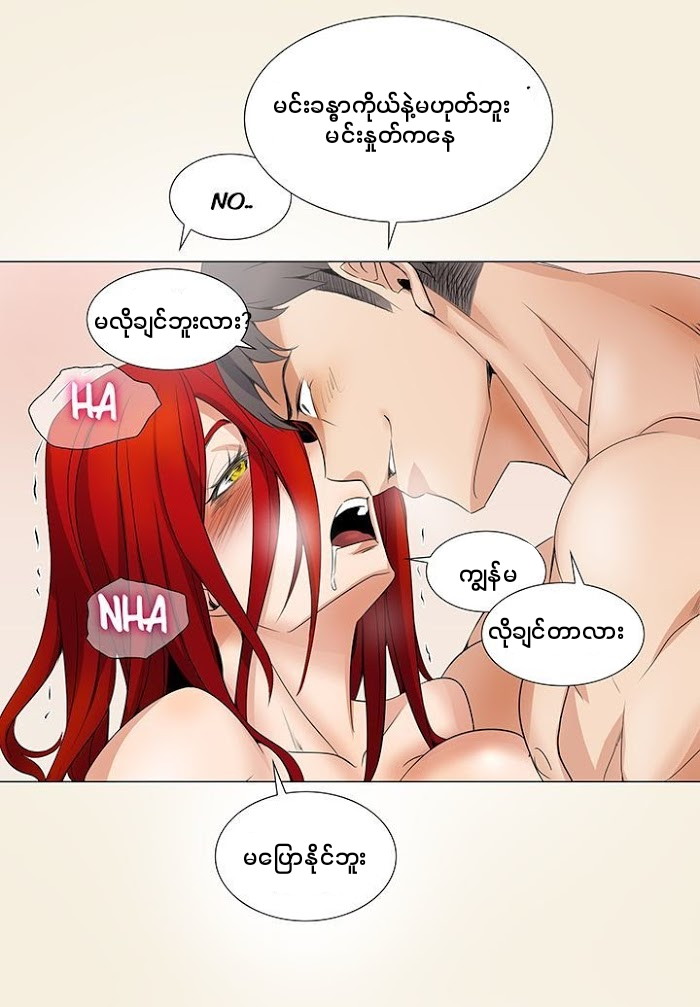 မင်းခန္ဓာကိုယ်နဲ့မဟုတ်ဘူး
မင်းနှုတ်ကနေ
NO..
မလိုချင်ဘူးလား?
HA
ကျွန်မ
NHA
လိုချင်တာလား
မပြောနိုင်ဘူး